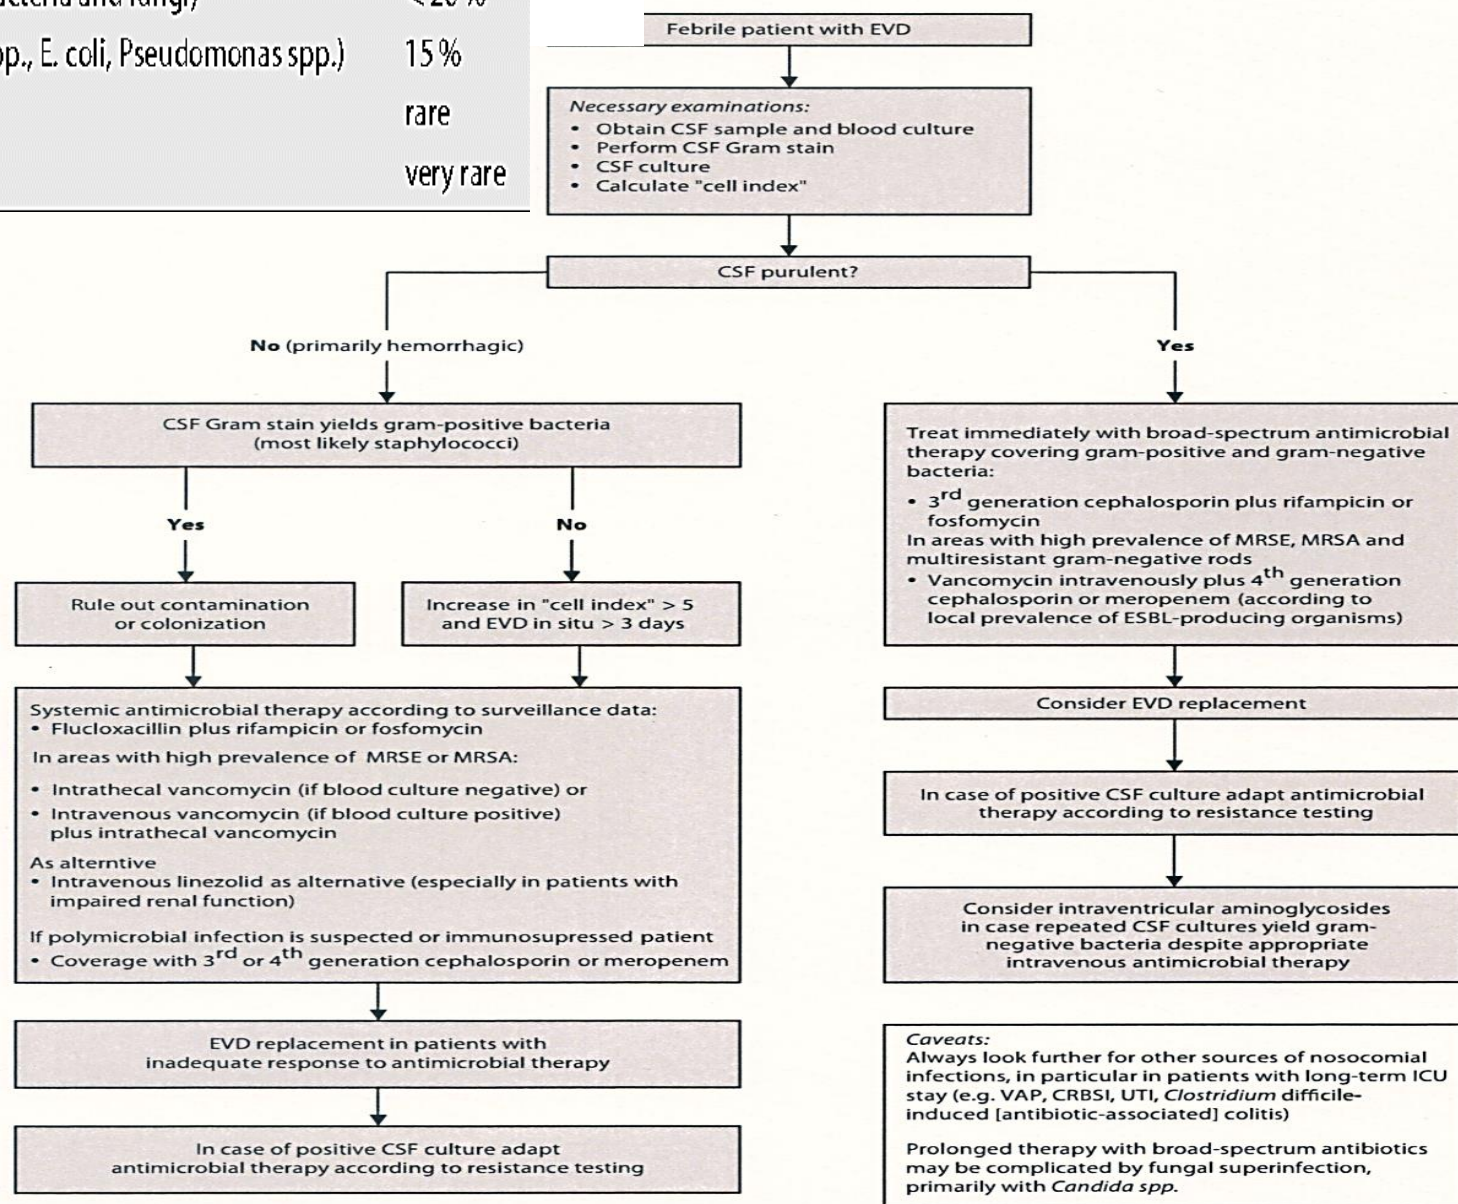 bacteria and fungi)
< 20 %
pp., E. coli, Pseudomonas spp.)
15 %
rare
very rare
Febrile patient with EVD
Necessary examinations:
• Obtain CSF sample and blood culture
• Perform CSF Gram stain
• CSF culture
• Calculate "cell index"
CSF purulent?
No (primarily hemorrhagic)
Yes
CSF Gram stain yields gram-positive bacteria
(most likely staphylococci)
Yes
No
Rule out contamination
or colonization
Increase in "cell index" > 5
and EVD in situ > 3 days
Systemic antimicrobial therapy according to surveillance data:
• Flucloxacillin plus rifampicin or fosfomycin
In areas with high prevalence of MRSE or MRSA:
• Intrathecal vancomycin (if blood culture negative) or
• Intravenous vancomycin (if blood culture positive)
plus intrathecal vancomycin
As alterntive
• Intravenous linezolid as alternative (especially in patients with
impaired renal function)
If polymicrobial infection is suspected or immunosupressed patient
• Coverage with 3rd or 4th generation cephalosporin or meropenem
EVD replacement in patients with
inadequate response to antimicrobial therapy
In case of positive CSF culture adapt
antimicrobial therapy according to resistance testing
Treat immediately with broad-spectrum antimicrobial
therapy covering gram-positive and gram-negative
bacteria:
• 3rd generation cephalosporin plus rifampicin or
fosfomycin
In areas with high prevalence of MRSE, MRSA and
multiresistant gram-negative rods
• Vancomycin intravenously plus 4th generation
cephalosporin or meropenem (according to
local prevalence of ESBL-producing organisms)
Consider EVD replacement
In case of positive CSF culture adapt antimicrobial
therapy according to resistance testing
Consider intraventricular aminoglycosides
in case repeated CSF cultures yield gram-
negative bacteria despite appropriate
intravenous antimicrobial therapy
Caveats:
Always look further for other sources of nosocomial
infections, in particular in patients with long-term ICU
stay (e.g. VAP, CRBSI, UTI, Clostridium difficile-
induced [antibiotic-associated] colitis)
Prolonged therapy with broad-spectrum antibiotics
may be complicated by fungal superinfection,
primarily with Candida spp.